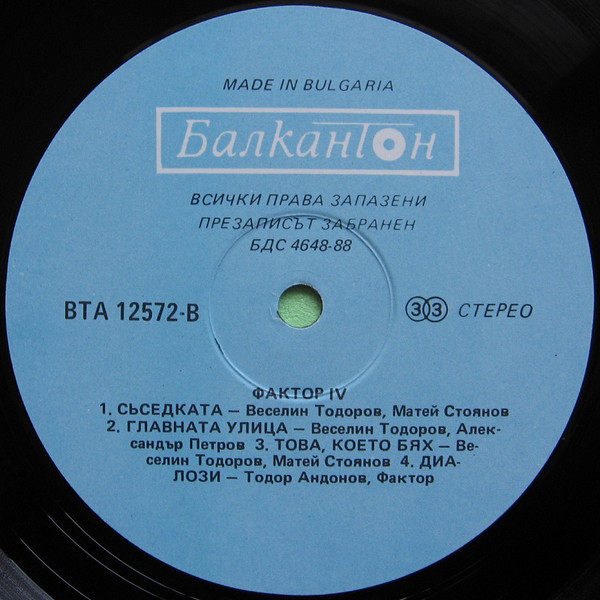 MADE IN BULGARIA
Балкантон
ВСИЧКИ ПРАВА ЗАПАЗЕНИ
ПРЕЗАПИСЪТ ЗАБРАНЕН
БДС 4648-88
ВТА 12572-В
33 СТЕРЕО
ФАКТОР IV
1. СЬСЕДКАТА – Веселин Тодоров, Матей Стоянов
2. ГЛАВНАТА УЛИЦА – Веселин Тодоров, Алек-
сандър Петров 3. ТОВА, КОЕТО БЯХ – Ве-
селин Тодоров, Матей Стоянов 4. ДИА-
ЛОЗИ – Тодор Андонов, Фактор